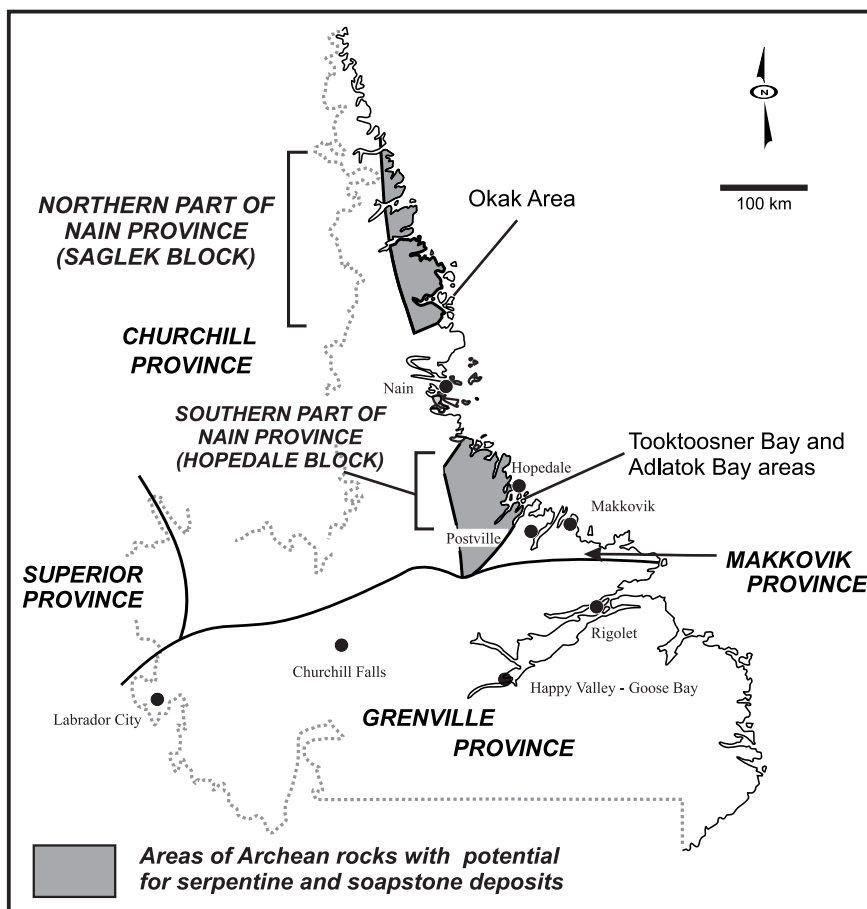 N
100 km
NORTHERN PART OF
NAIN PROVINCE
(SAGLEK BLOCK)
Okak Area
CHURCHILL
PROVINCE
Nain
SOUTHERN PART OF
NAIN PROVINCE
(HOPEDALE BLOCK)
Tooktoosner Bay and
Adlatok Bay areas
Hopedale
Makkovik
Postville
SUPERIOR
PROVINCE
MAKKOVIK
PROVINCE
Rigolet
Churchill Falls
Happy Valley - Goose Bay
Labrador City
GRENVILLE
PROVINCE
Areas of Archean rocks with potential
for serpentine and soapstone deposits